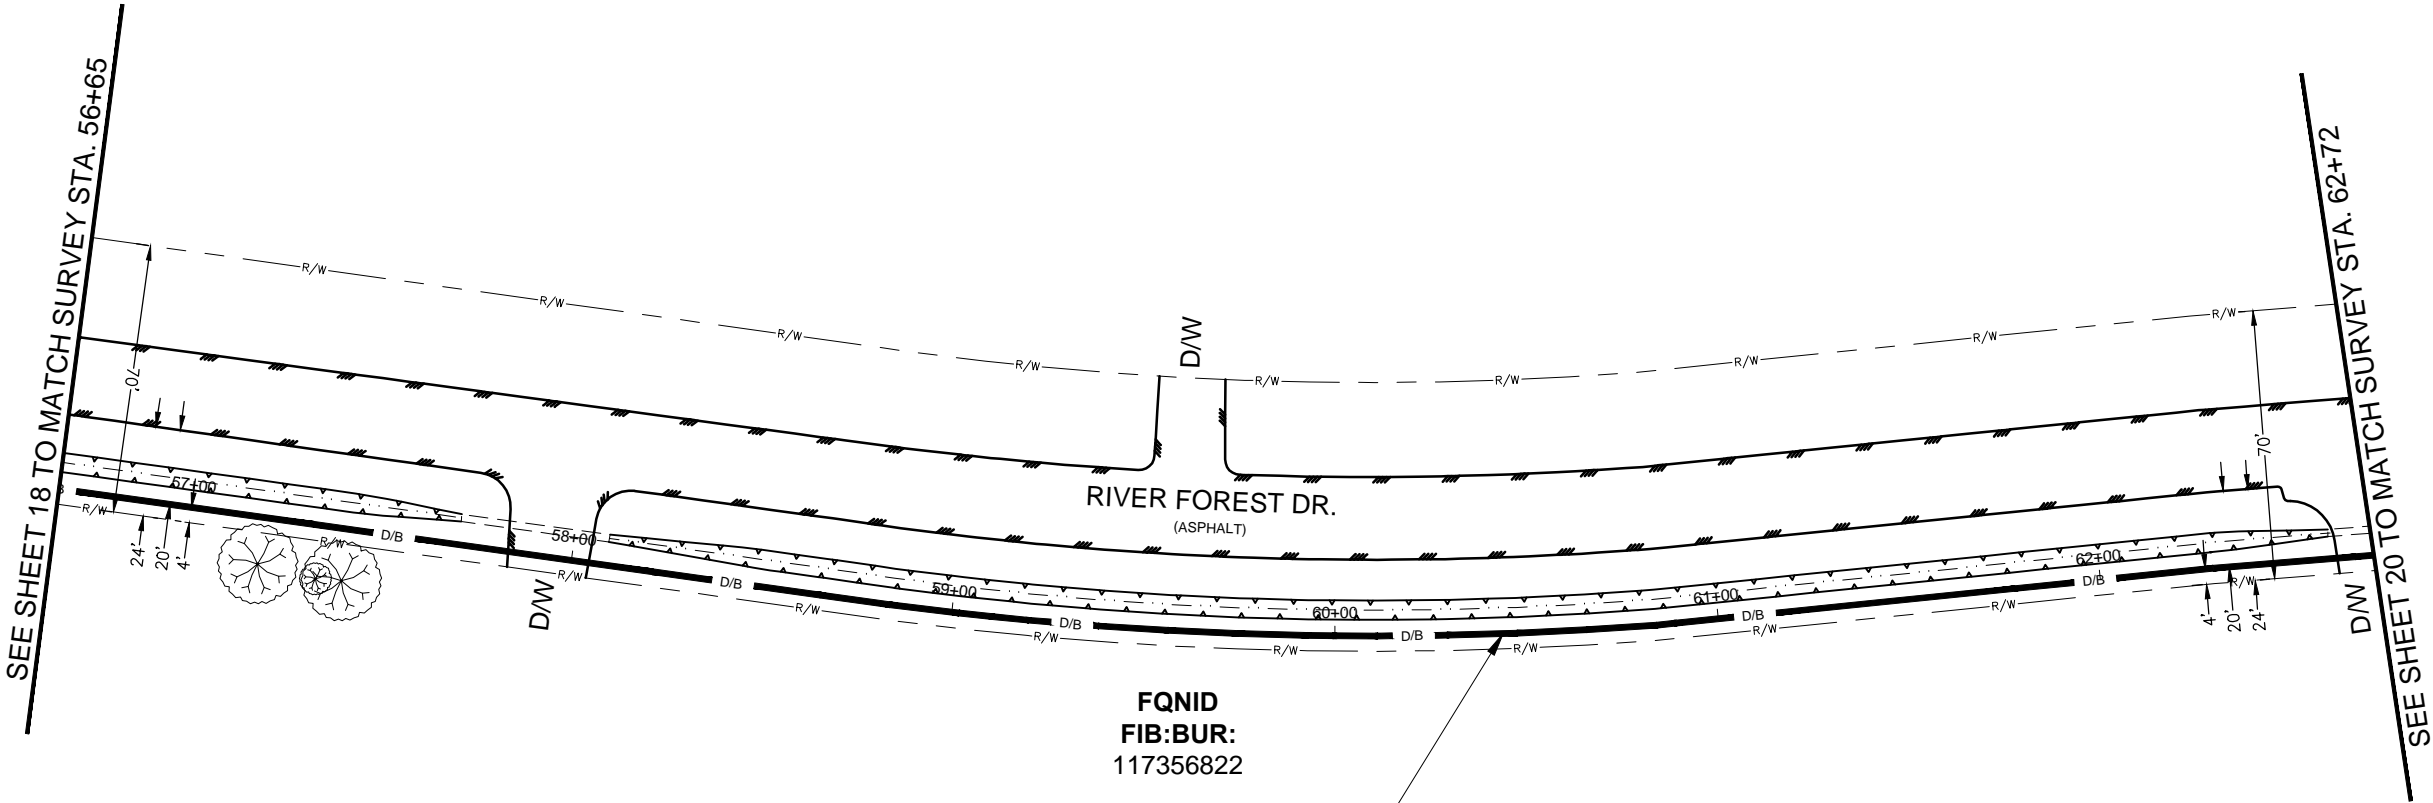 SEE SHEET 18 TO MATCH SURVEY STA. 56+65
SEE SHEET 20 TO MATCH SURVEY STA. 62+72
R/W
R/W
R/W
R/W
R/W
R/W
R/W
R/W
R/W
D/W
70'
70'
RIVER FOREST DR.
(ASPHALT)
57+00
58+00
59+00
60+00
61+00
62+00
B
D/B
D/B
D/B
D/B
D/B
D/B
R/W
R/W
R/W
R/W
R/W
R/W
R/W
R/W
R/W
R/W
24'
20'
4'
D/W
4'
20'
24'
D/W
FQNID
FIB:BUR:
117356822